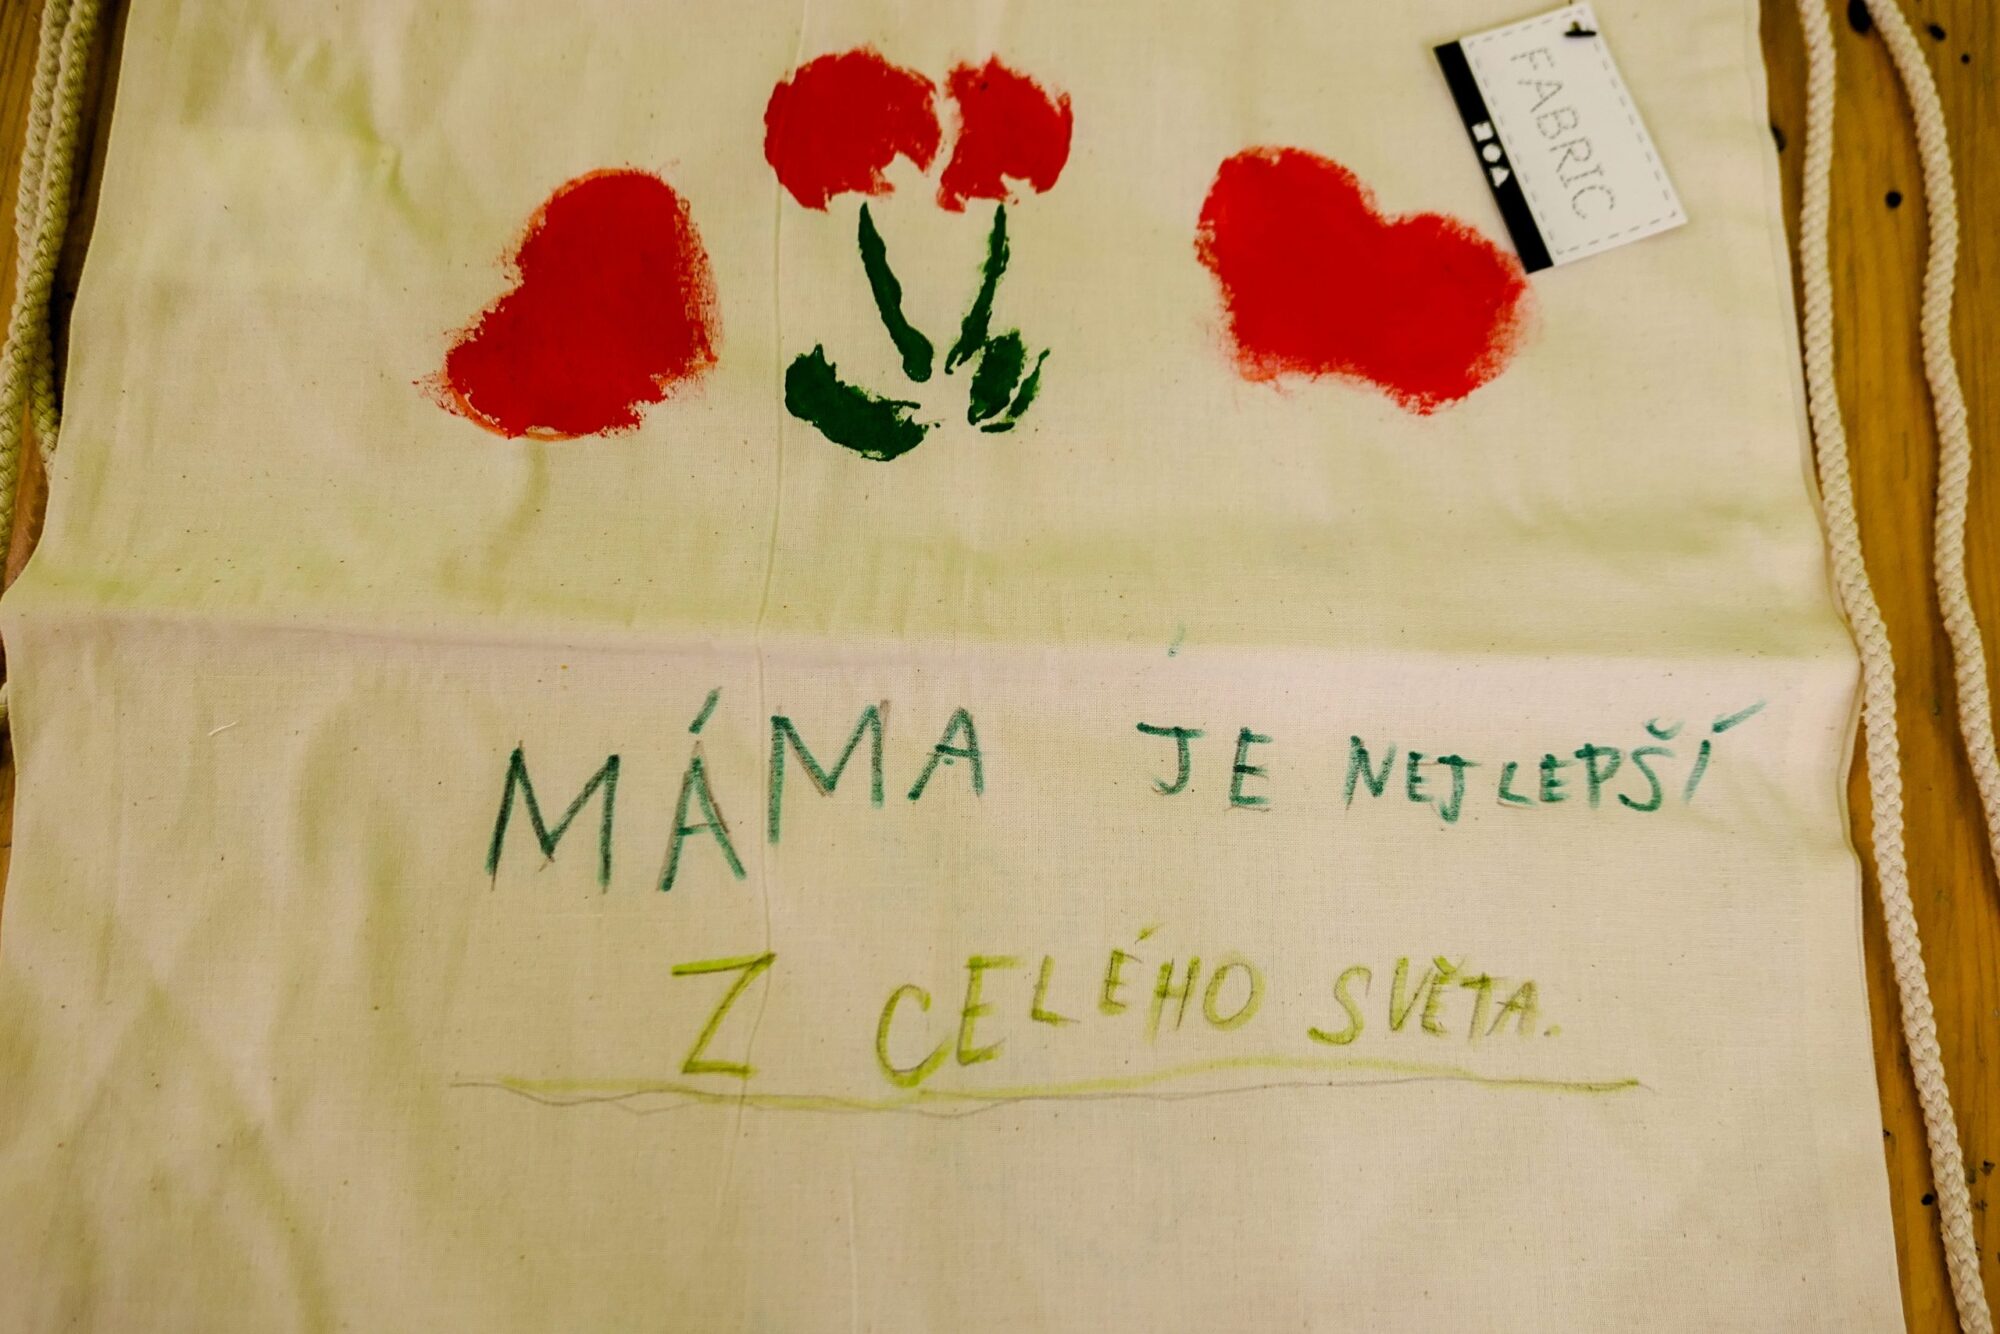 FABRIC
MÁMA JE NEJLEPŠÍ
Z CELÉHO SVĚTA.